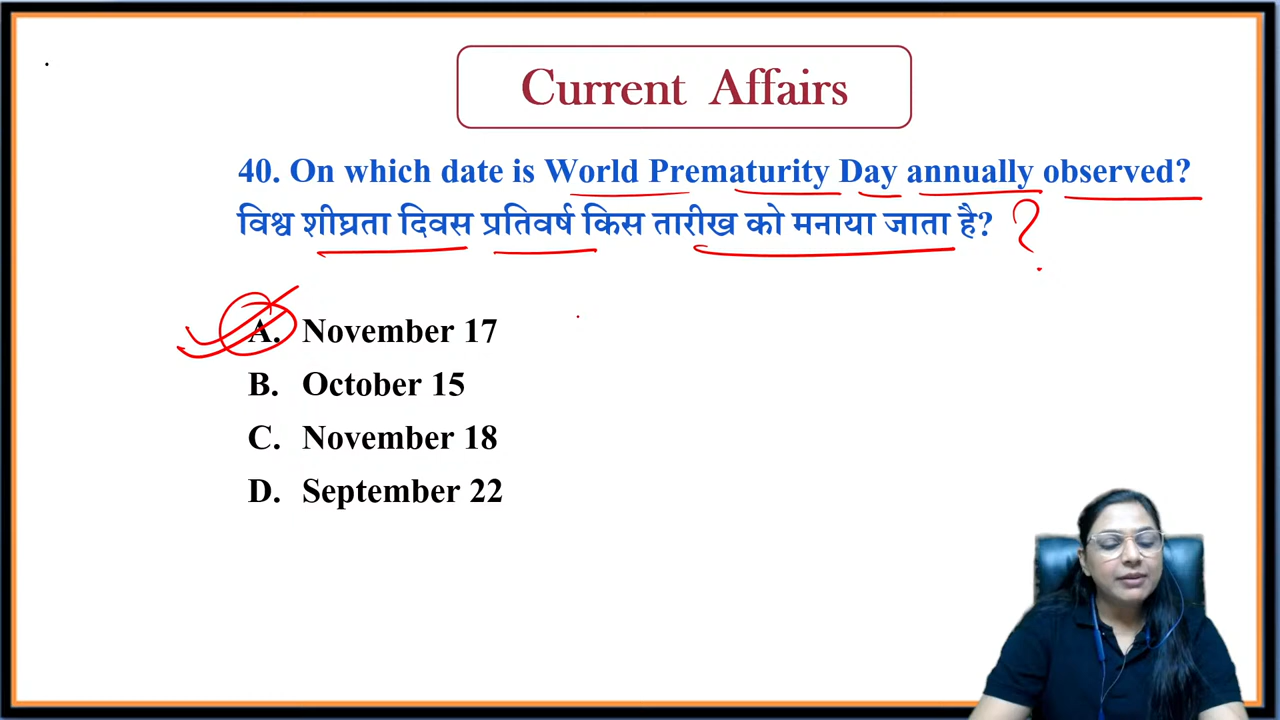 Current Affairs
40. On which date is World Prematurity Day annually observed?
विश्व शीघ्रता दिवस प्रतिवर्ष किस तारीख को मनाया जाता है? ?
A. November 17
B. October 15
C. November 18
D. September 22